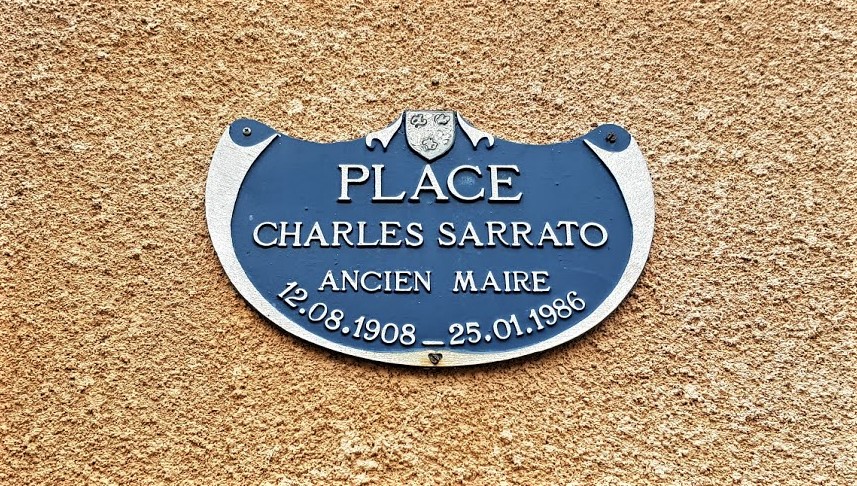 PLACE
CHARLES SARRATO
ANCIEN MAIRE
12.08.1908 _ 25.01.1986